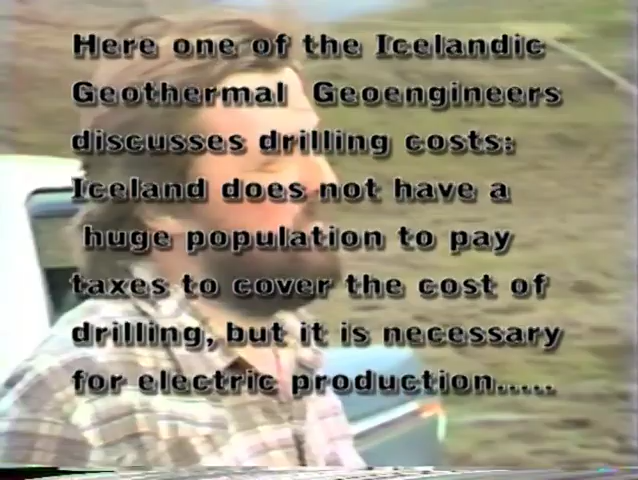 Here one of the Icelandic
Geothermal Geoengineers
discusses drilling costs:
Iceland does not have a
huge population to pay
taxes to cover the cost of
drilling, but it is necessary
for electric production.....